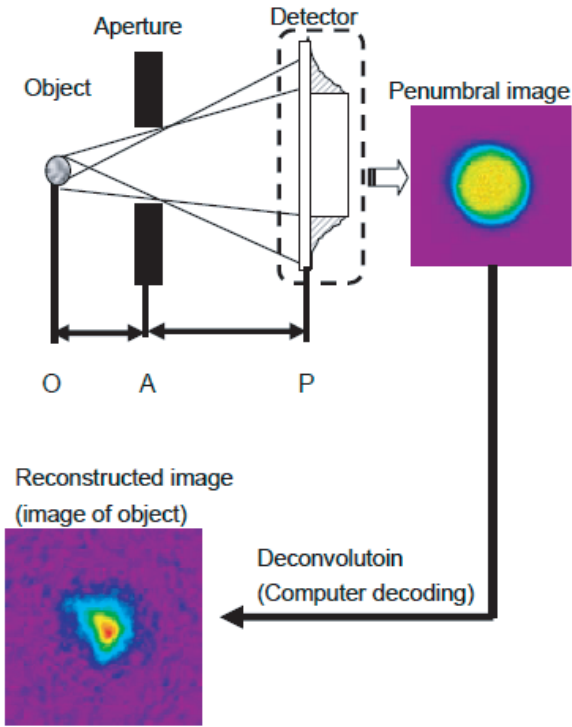 Detector
Aperture
Object
Penumbral image
O A P
Reconstructed image
(image of object)
Deconvolutoin
(Computer decoding)